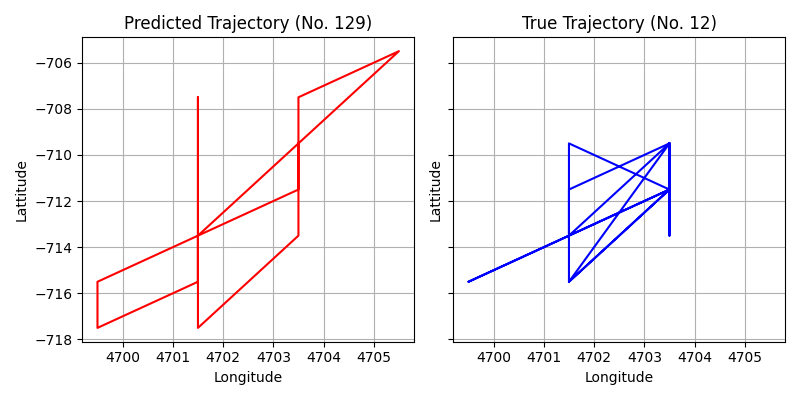 Predicted Trajectory (No. 129)
True Trajectory (No. 12)
−706
−708
−710
−712
−714
−716
−718
Lattitude
Lattitude
4700 4701 4702 4703 4704 4705
4700 4701 4702 4703 4704 4705
Longitude
Longitude